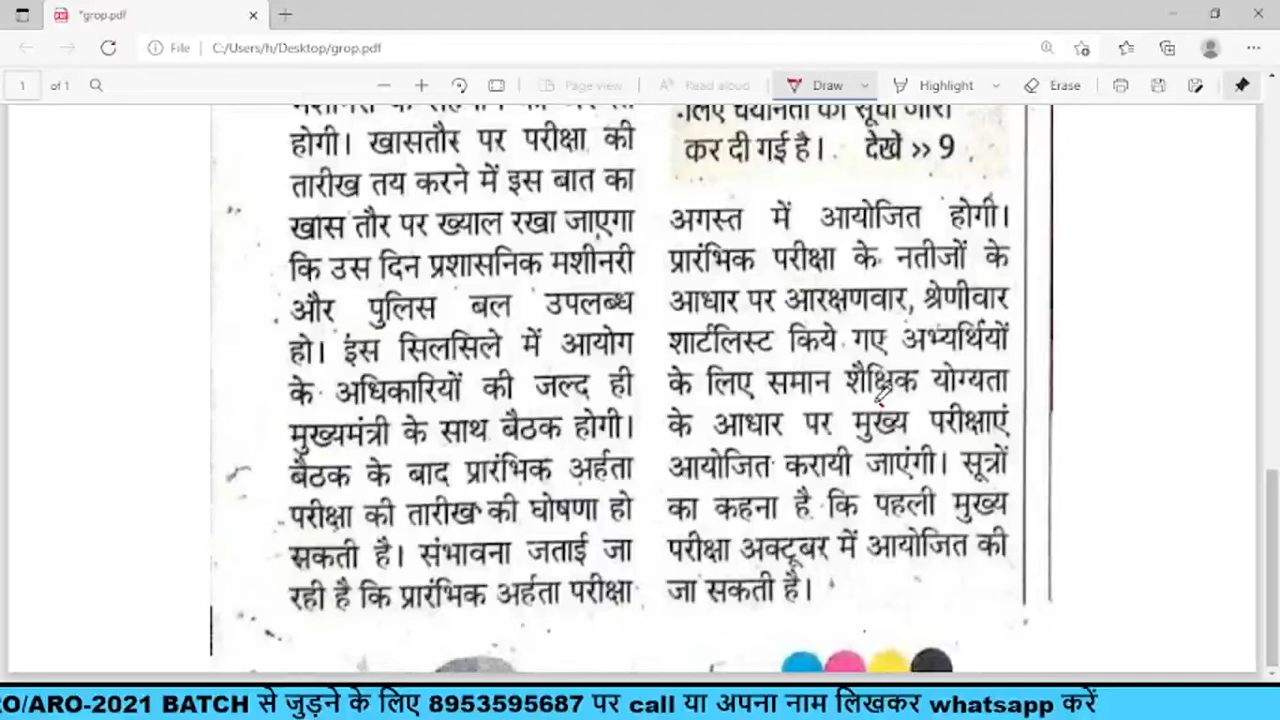 *grop.pdf
File C:/Users/h/Desktop/grop.pdf
1 of 1 Page view Read aloud Draw Highlight Erase
होगी। खासतौर पर परीक्षा की
तारीख तय करने में इस बात का
खास तौर पर ख्याल रखा जाएगा
कि उस दिन प्रशासनिक मशीनरी
और पुलिस बल उपलब्ध
हो। इस सिलसिले में आयोग
के अधिकारियों की जल्द ही
मुख्यमंत्री के साथ बैठक होगी।
बैठक के बाद प्रारंभिक अर्हता
परीक्षा की तारीख की घोषणा हो
सकती है। संभावना जताई जा
रही है कि प्रारंभिक अर्हता परीक्षा
लिए चयनितों की सूची जारी
कर दी गई है। देखें >> 9
अगस्त में आयोजित होगी।
प्रारंभिक परीक्षा के नतीजों के
आधार पर आरक्षणवार, श्रेणीवार
शार्टलिस्ट किये गए अभ्यर्थियों
के लिए समान शैक्षिक योग्यता
के आधार पर मुख्य परीक्षाएं
आयोजित करायी जाएंगी। सूत्रों
का कहना है कि पहली मुख्य
परीक्षा अक्टूबर में आयोजित की
जा सकती है।
RO/ARO-2021 BATCH से जुड़ने के लिए 8953595687 पर call या अपना नाम लिखकर whatsapp करें